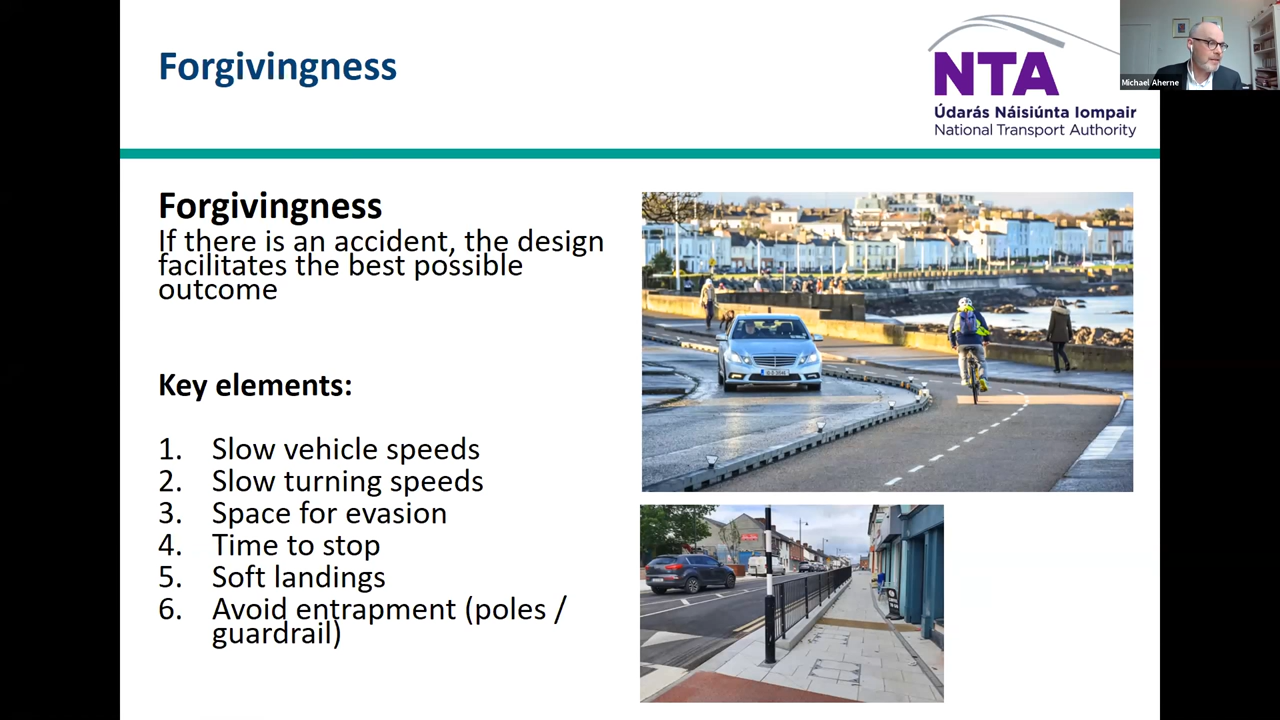 Forgivingness
NTA
Údarás Náisiúnta Iompair
National Transport Authority
Michael Aherne
Forgivingness
If there is an accident, the design
facilitates the best possible
outcome
Key elements:
1. Slow vehicle speeds
2. Slow turning speeds
3. Space for evasion
4. Time to stop
5. Soft landings
6. Avoid entrapment (poles /
guardrail)